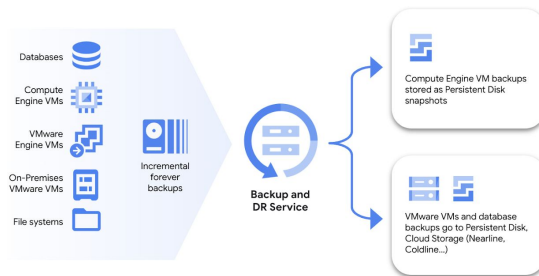 Databases
Compute
Engine VMs
VMware
Engine VMs
On-Premises
VMware VMs
File systems
Incremental
forever
backups
Backup and
DR Service
Compute Engine VM backups
stored as Persistent Disk
snapshots
VMware VMs and database
backups go to Persistent Disk,
Cloud Storage (Nearline,
Coldline...)